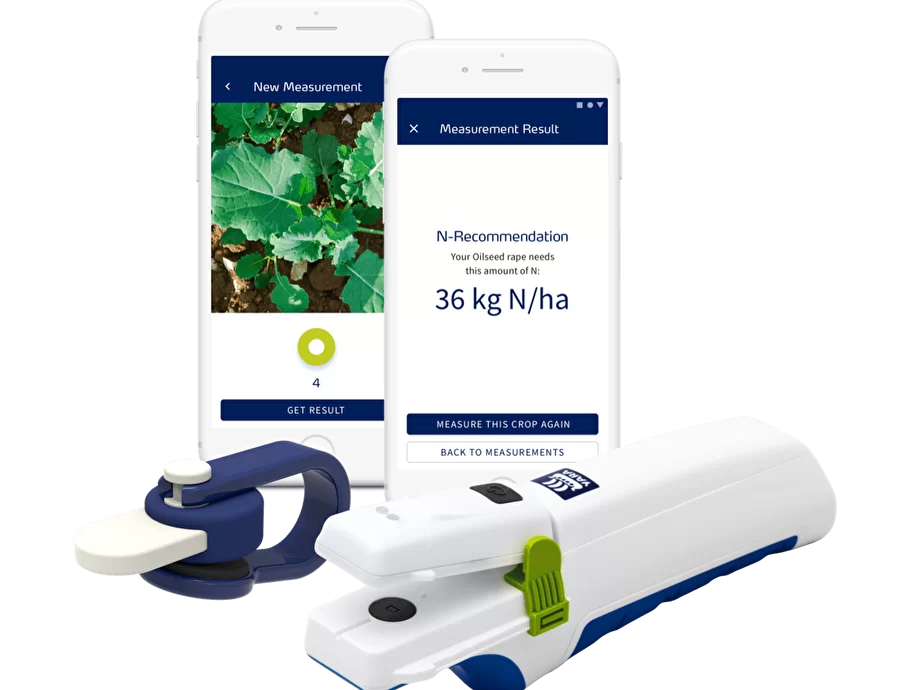 New Measurement
4
GET RESULT
Measurement Result
N-Recommendation
Your Oilseed rape needs
this amount of N:
36 kg N/ha
MEASURE THIS CROP AGAIN
BACK TO MEASUREMENTS
YARA